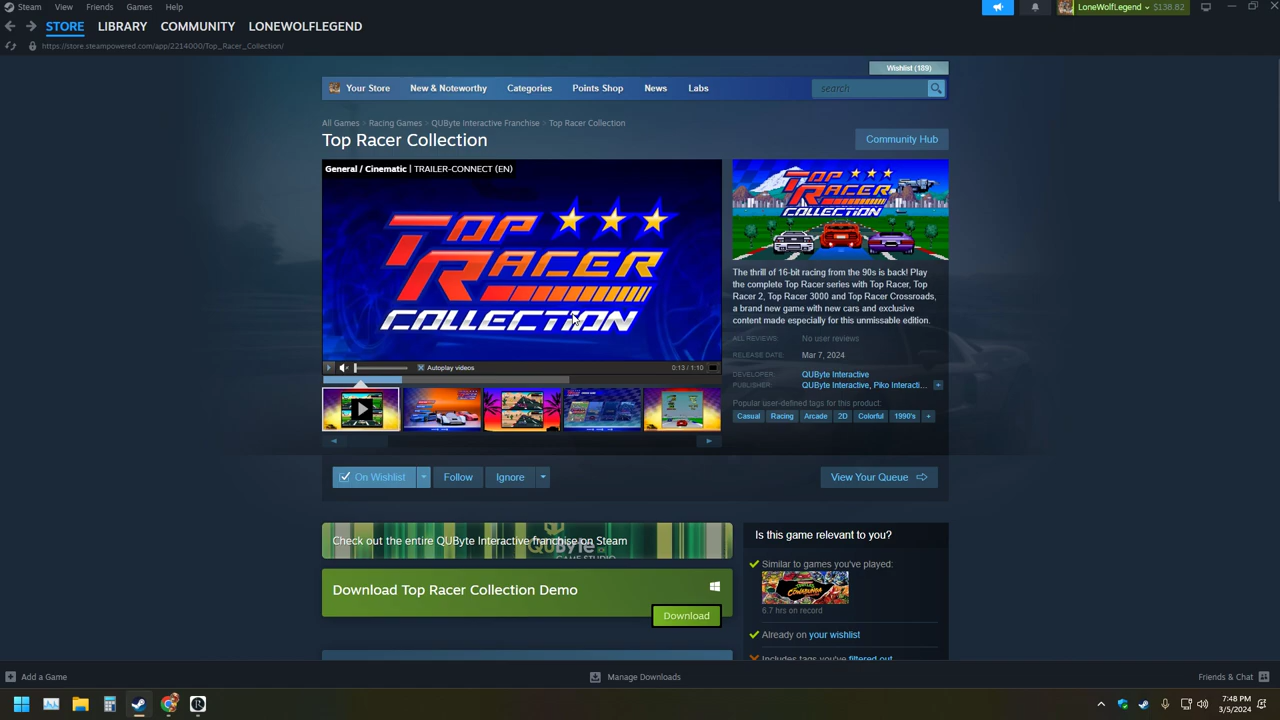 Steam View Friends Games Help
LoneWolfLegend $138.82
STORE LIBRARY COMMUNITY LONEWOLFLEGEND
https://store.steampowered.com/app/2214000/Top_Racer_Collection/
Wishlist (189)
Your Store New & Noteworthy Categories Points Shop News Labs search
All Games > Racing Games > QUByte Interactive Franchise > Top Racer Collection
Top Racer Collection
Community Hub
General / Cinematic | TRAILER-CONNECT (EN)
TOP
RACER
COLLECTION
TOP
RACER
COLLECTION
The thrill of 16-bit racing from the 90s is back! Play
the complete Top Racer series with Top Racer, Top
Racer 2, Top Racer 3000 and Top Racer Crossroads,
a brand new game with new cars and exclusive
content made especially for this unmissable edition.
ALL REVIEWS: No user reviews
RELEASE DATE: Mar 7, 2024
DEVELOPER: QUByte Interactive
PUBLISHER: QUByte Interactive, Piko Interacti... +
Popular user-defined tags for this product:
Casual Racing Arcade 2D Colorful 1990's +
Autoplay videos 0:13 / 1:10
On Wishlist Follow Ignore View Your Queue
Check out the entire QUByte Interactive franchise on Steam
QUByte
GAME STUDIO
Download Top Racer Collection Demo
Download
Is this game relevant to you?
Similar to games you've played:
COWABUNGA
6.7 hrs on record
Already on your wishlist
Includes tags you've filtered out
Add a Game Manage Downloads Friends & Chat
7:48 PM
3/5/2024